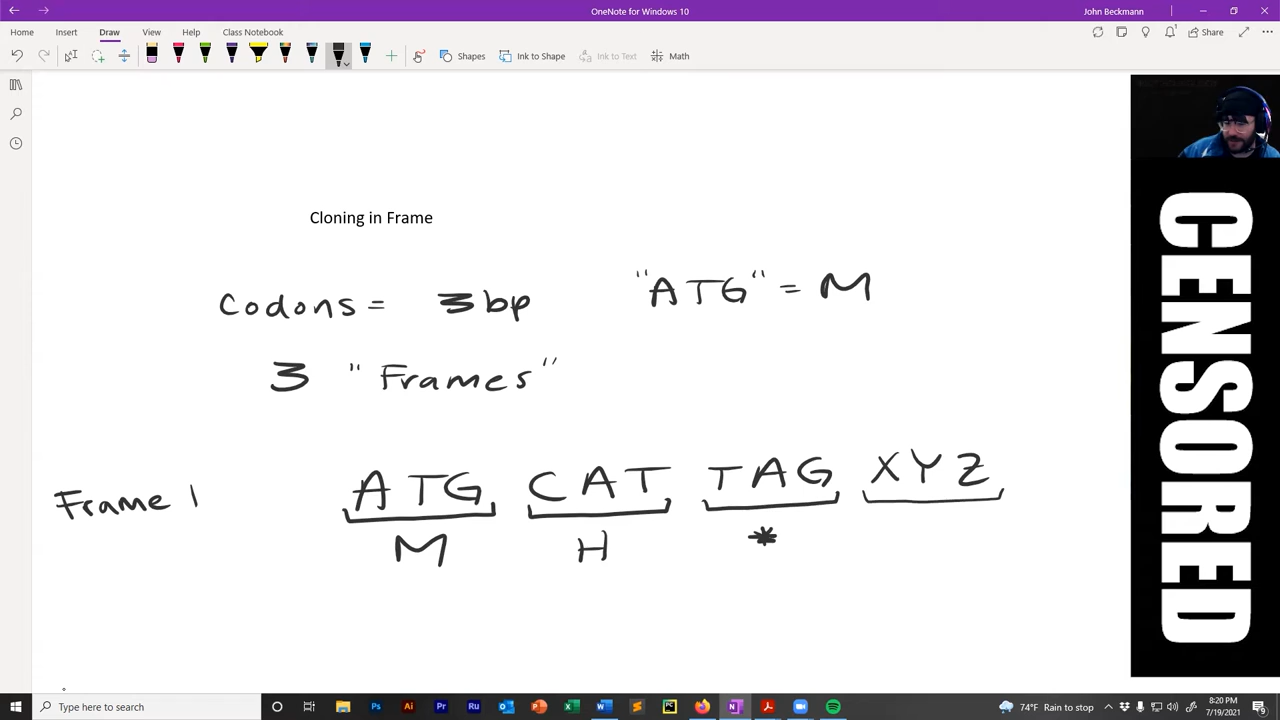 OneNote for Windows 10
John Beckmann
Home Insert Draw View Help Class Notebook
Share
Shapes Ink to Shape Ink to Text Math
Cloning in Frame
Codons = 3 bp "ATG" = M
3 "Frames"
Frame 1 ATG CAT TAG XYZ
M H *
CENSORED
Type here to search
74°F Rain to stop
8:20 PM
7/19/2021